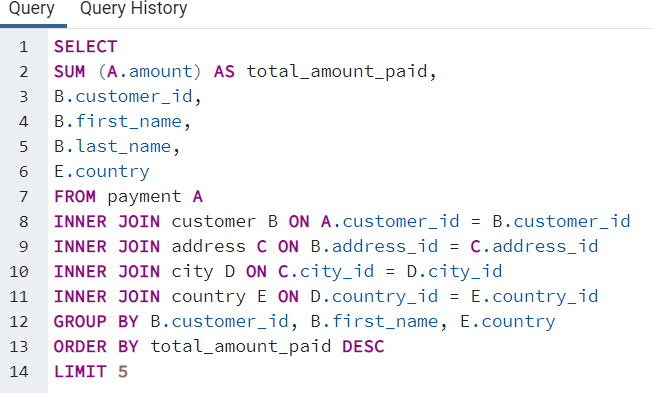 Query Query History
1 SELECT
2 SUM (A.amount) AS total_amount_paid,
3 B.customer_id,
4 B.first_name,
5 B.last_name,
6 E.country
7 FROM payment A
8 INNER JOIN customer B ON A.customer_id = B.customer_id
9 INNER JOIN address C ON B.address_id = C.address_id
10 INNER JOIN city D ON C.city_id = D.city_id
11 INNER JOIN country E ON D.country_id = E.country_id
12 GROUP BY B.customer_id, B.first_name, E.country
13 ORDER BY total_amount_paid DESC
14 LIMIT 5